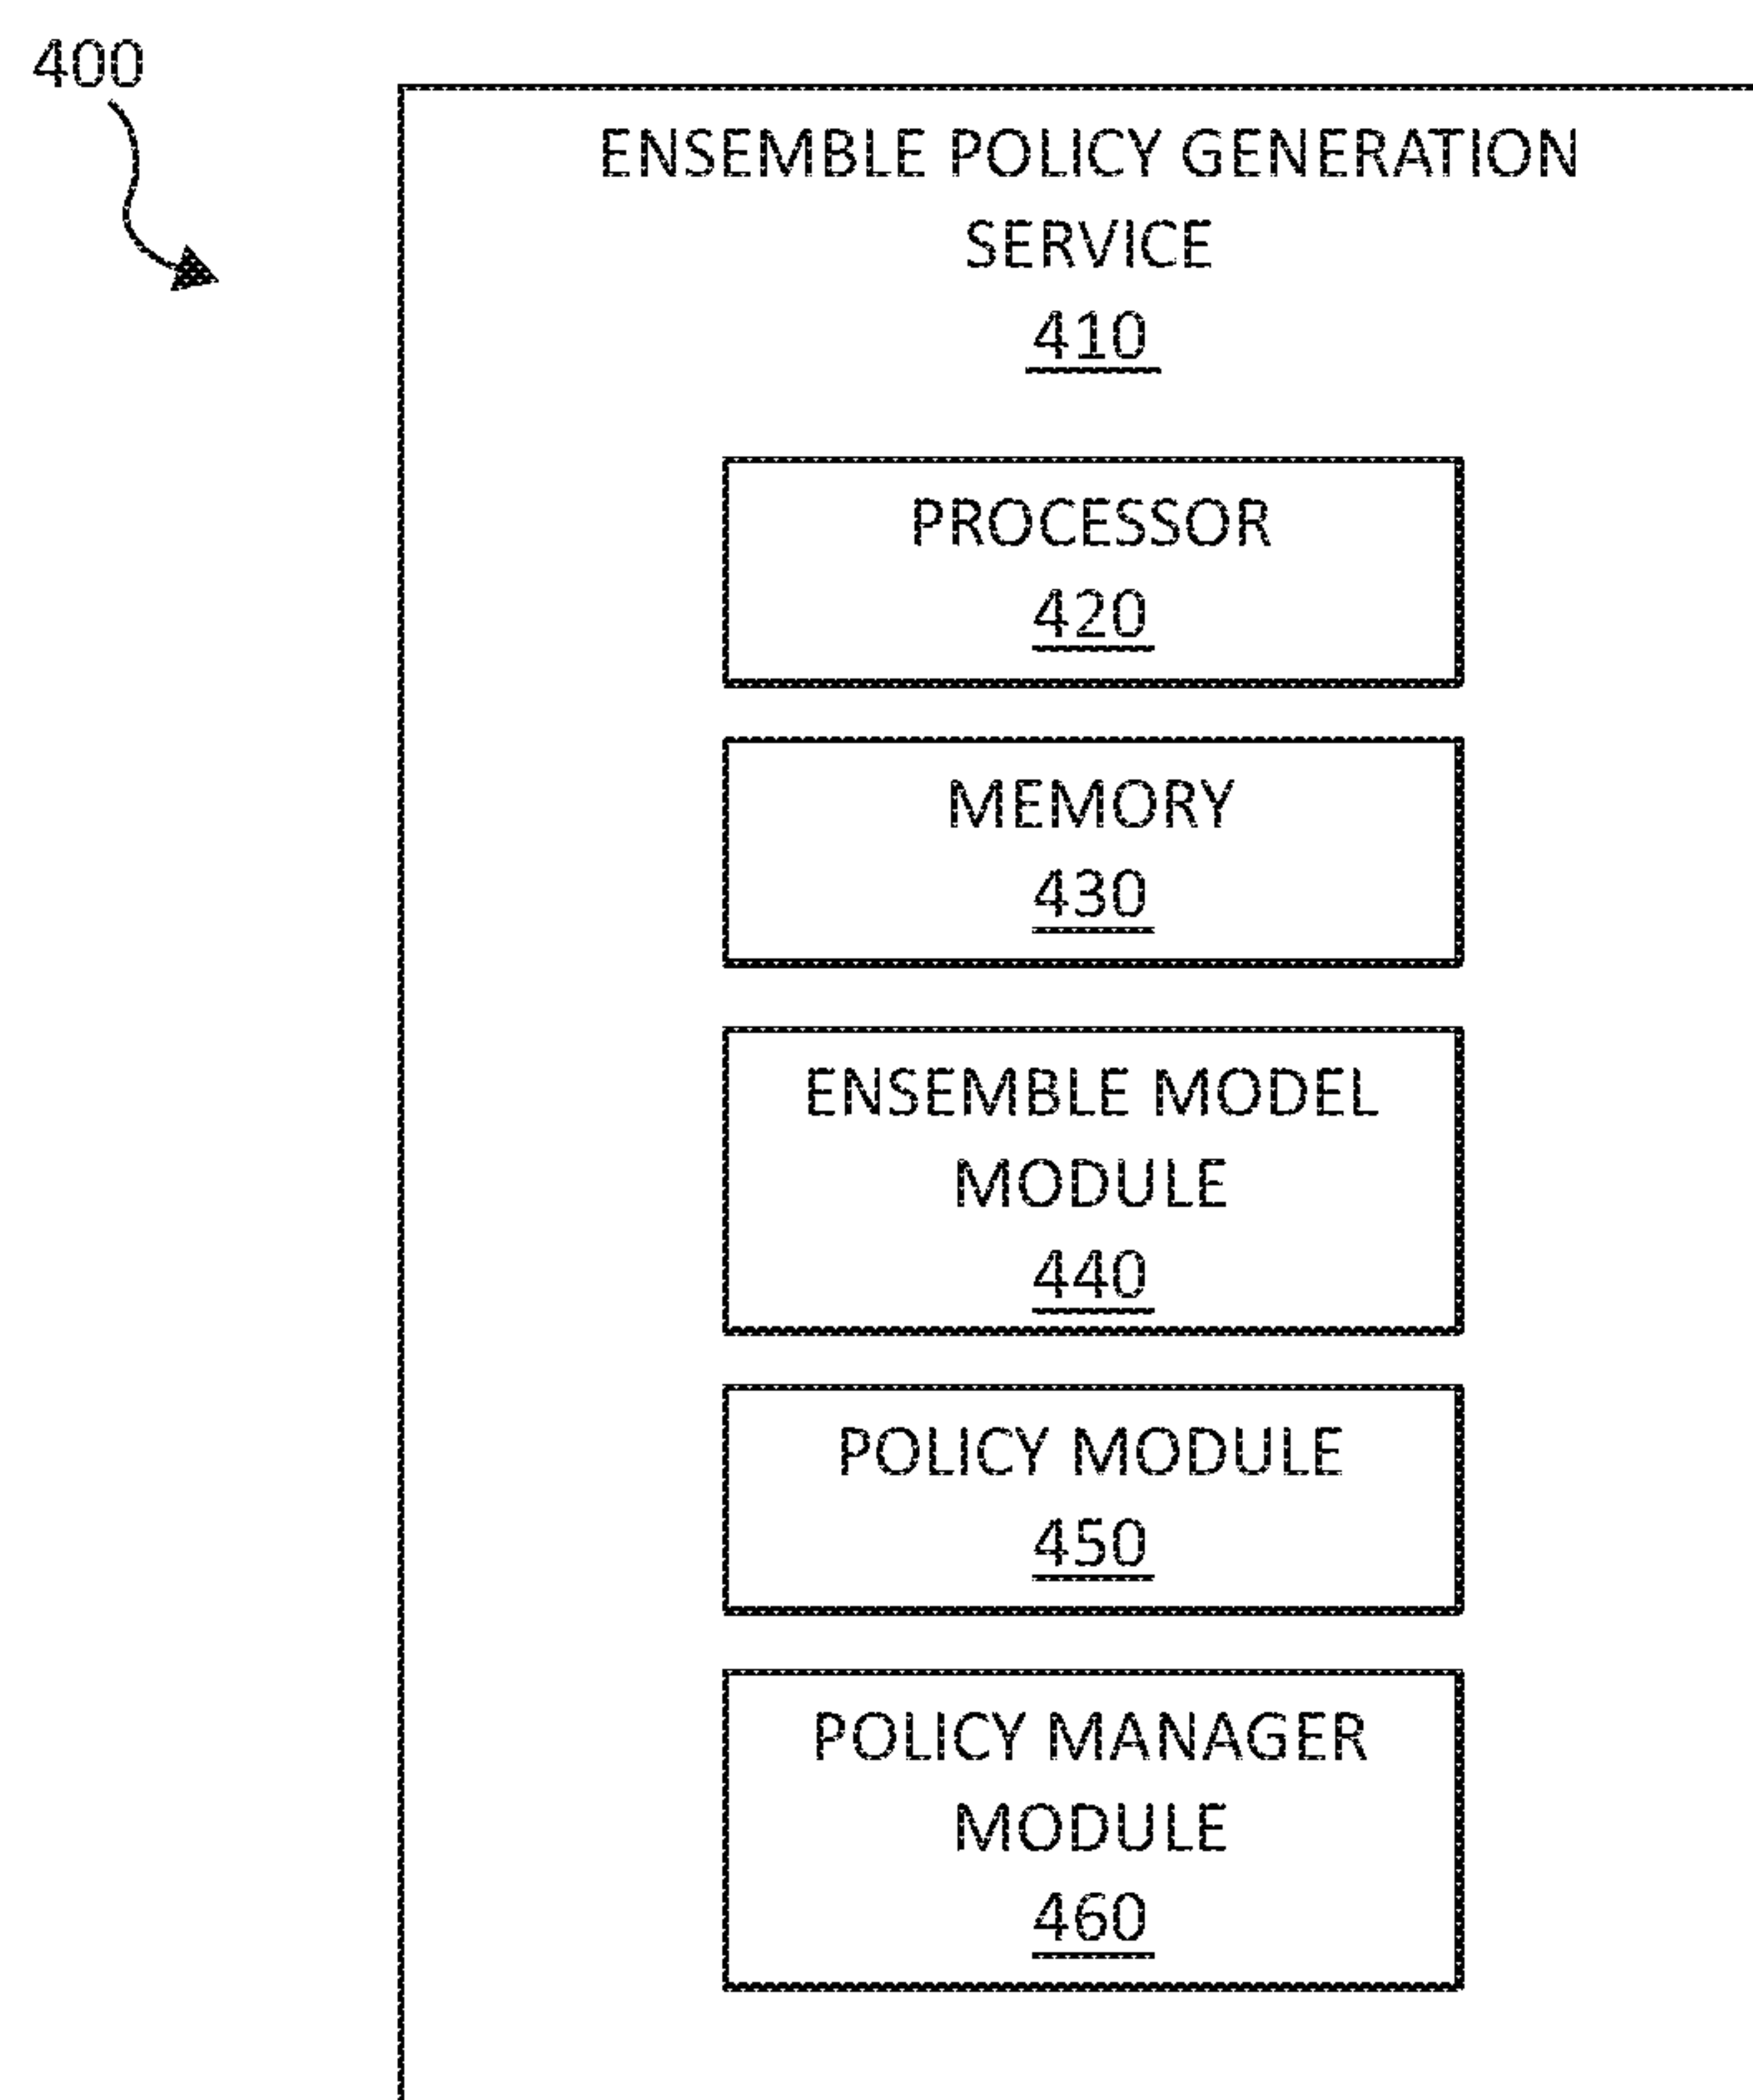 400
ENSEMBLE POLICY GENERATION
SERVICE
410
PROCESSOR
420
MEMORY
430
ENSEMBLE MODEL
MODULE
440
POLICY MODULE
450
POLICY MANAGER
MODULE
460